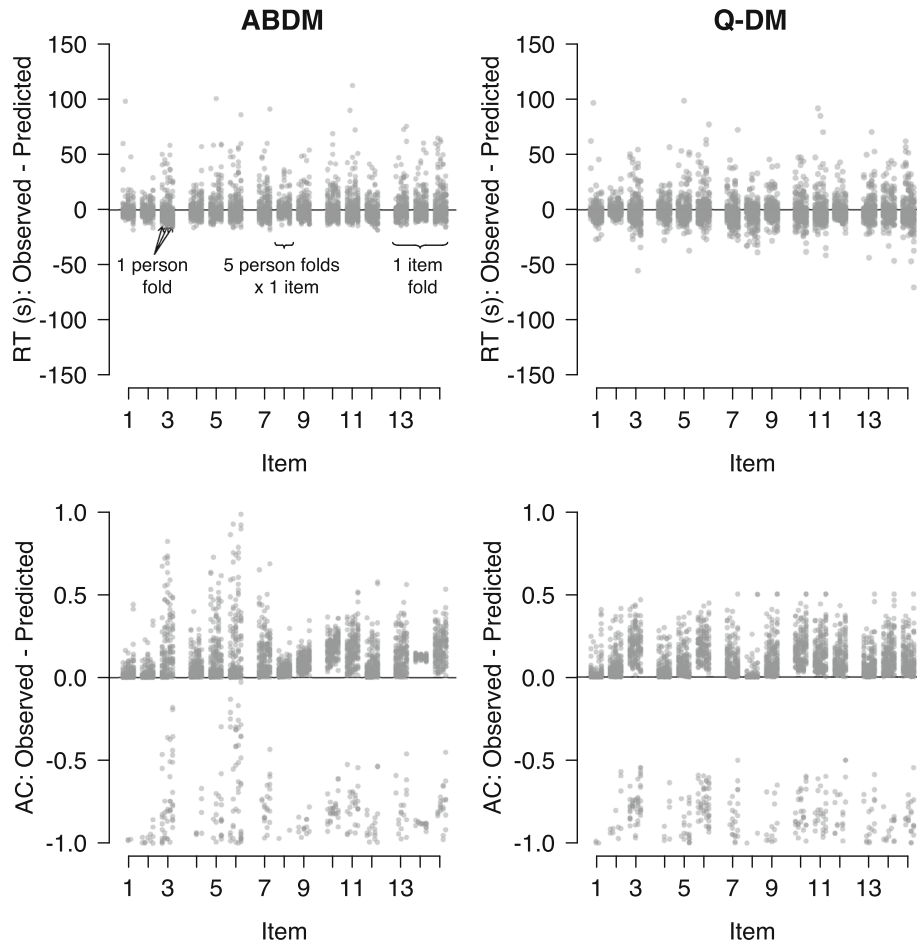 ABDM
Q-DM
RT (s): Observed - Predicted
150
100
50
0
-50
-100
-150
1 person
fold
5 person folds
x 1 item
1 item
fold
1 3 5 7 9 11 13
Item
RT (s): Observed - Predicted
150
100
50
0
-50
-100
-150
1 3 5 7 9 11 13
Item
AC: Observed - Predicted
1.0
0.5
0.0
-0.5
-1.0
1 3 5 7 9 11 13
Item
AC: Observed - Predicted
1.0
0.5
0.0
-0.5
-1.0
1 3 5 7 9 11 13
Item